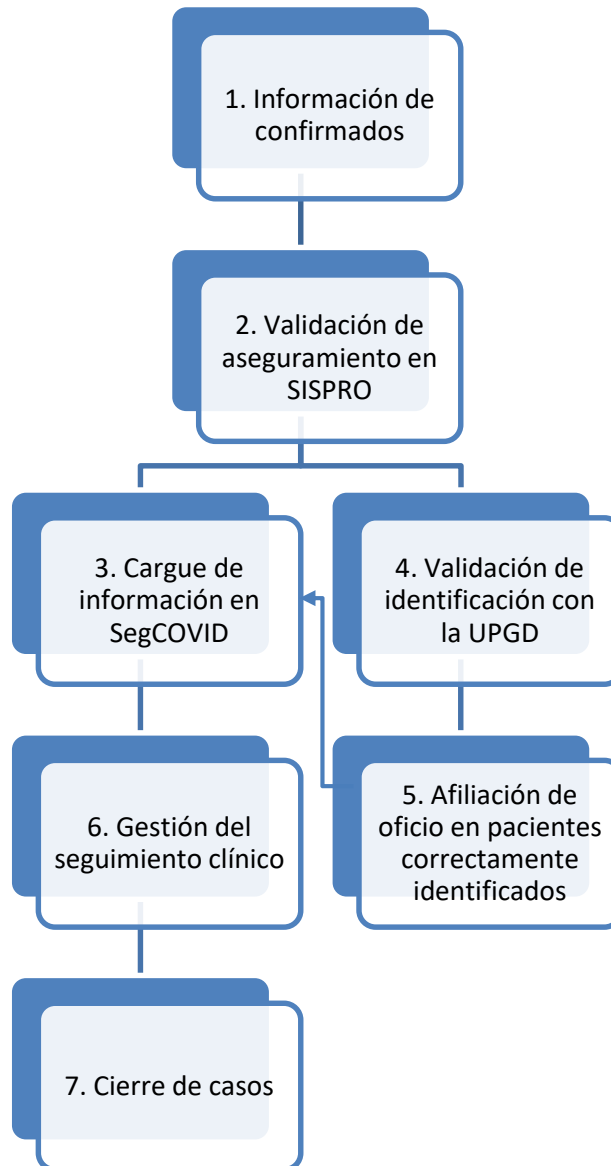 1. Información de
confirmados
2. Validación de
aseguramiento en
SISPRO
3. Cargue de
información en
SegCOVID
4. Validación de
identificación con
la UPGD
6. Gestión del
seguimiento clínico
5. Afiliación de
oficio en pacientes
correctamente
identificados
7. Cierre de casos